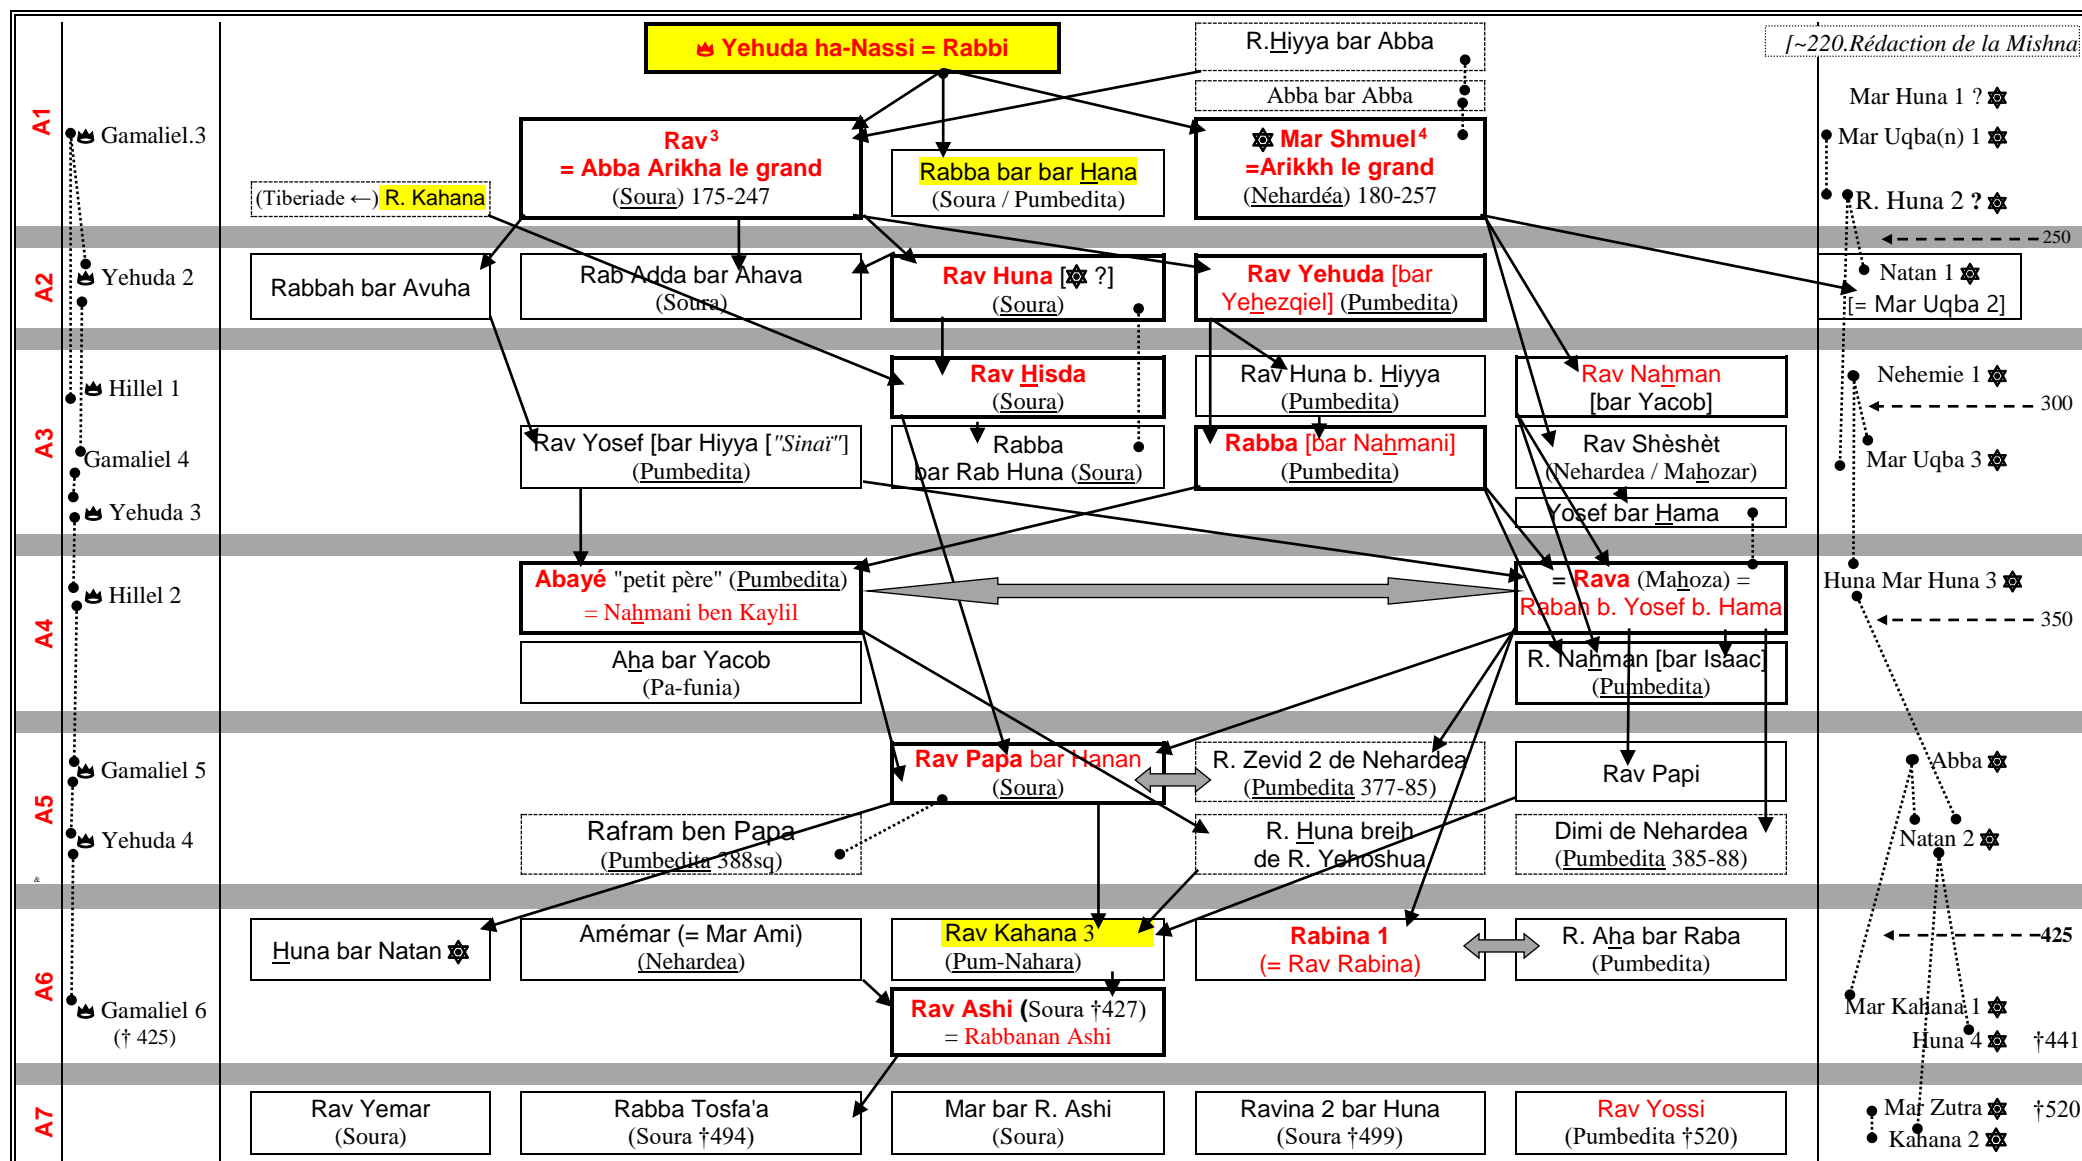 Yehuda ha-Nassi = Rabbi
R.Hiyya bar Abba
[~220.Rédaction de la Mishna
Abba bar Abba
Mar Huna 1 ?
A1
Gamaliel.3
Rav3
= Abba Arikha le grand
(Soura) 175-247
Rabba bar bar Hana
(Soura / Pumbedita)
Mar Shmuel4
=Arikkh le grand
(Nehardéa) 180-257
Mar Uqba(n) 1
(Tiberiade ←) R. Kahana
R. Huna 2 ?
250
A2
Yehuda 2
Rabbah bar Avuha
Rab Adda bar Ahava
(Soura)
Rav Huna [ ?]
(Soura)
Rav Yehuda [bar
Yehezqiel] (Pumbedita)
Natan 1
[= Mar Uqba 2]
A3
Hillel 1
Rav Hisda
(Soura)
Rav Huna b. Hiyya
(Pumbedita)
Rav Nahman
[bar Yacob]
Nehemie 1
300
Gamaliel 4
Rav Yosef [bar Hiyya ["Sinaï"]
(Pumbedita)
Rabba
bar Rab Huna (Soura)
Rabba [bar Nahmani]
(Pumbedita)
Rav Shèshèt
(Nehardea / Mahozar)
Mar Uqba 3
Yehuda 3
Yosef bar Hama
A4
Hillel 2
Abayé "petit père" (Pumbedita)
= Nahmani ben Kaylil
= Rava (Mahoza) =
Raban b. Yosef b. Hama
Huna Mar Huna 3
350
Aha bar Yacob
(Pa-funia)
R. Nahman [bar Isaac]
(Pumbedita)
A5
Gamaliel 5
Rav Papa bar Hanan
(Soura)
R. Zevid 2 de Nehardea
(Pumbedita 377-85)
Rav Papi
Abba
Yehuda 4
Rafram ben Papa
(Pumbedita 388sq)
R. Huna breih
de R. Yehoshua
Dimi de Nehardea
(Pumbedita 385-88)
Natan 2
&
A6
Huna bar Natan
Amémar (= Mar Ami)
(Nehardea)
Rav Kahana 3
(Pum-Nahara)
Rabina 1
(= Rav Rabina)
R. Aha bar Raba
(Pumbedita)
425
Gamaliel 6
(† 425)
Rav Ashi (Soura †427)
= Rabbanan Ashi
Mar Kahana 1
Huna 4 †441
A7
Rav Yemar
(Soura)
Rabba Tosfa'a
(Soura †494)
Mar bar R. Ashi
(Soura)
Ravina 2 bar Huna
(Soura †499)
Rav Yossi
(Pumbedita †520)
Mar Zutra †520
Kahana 2